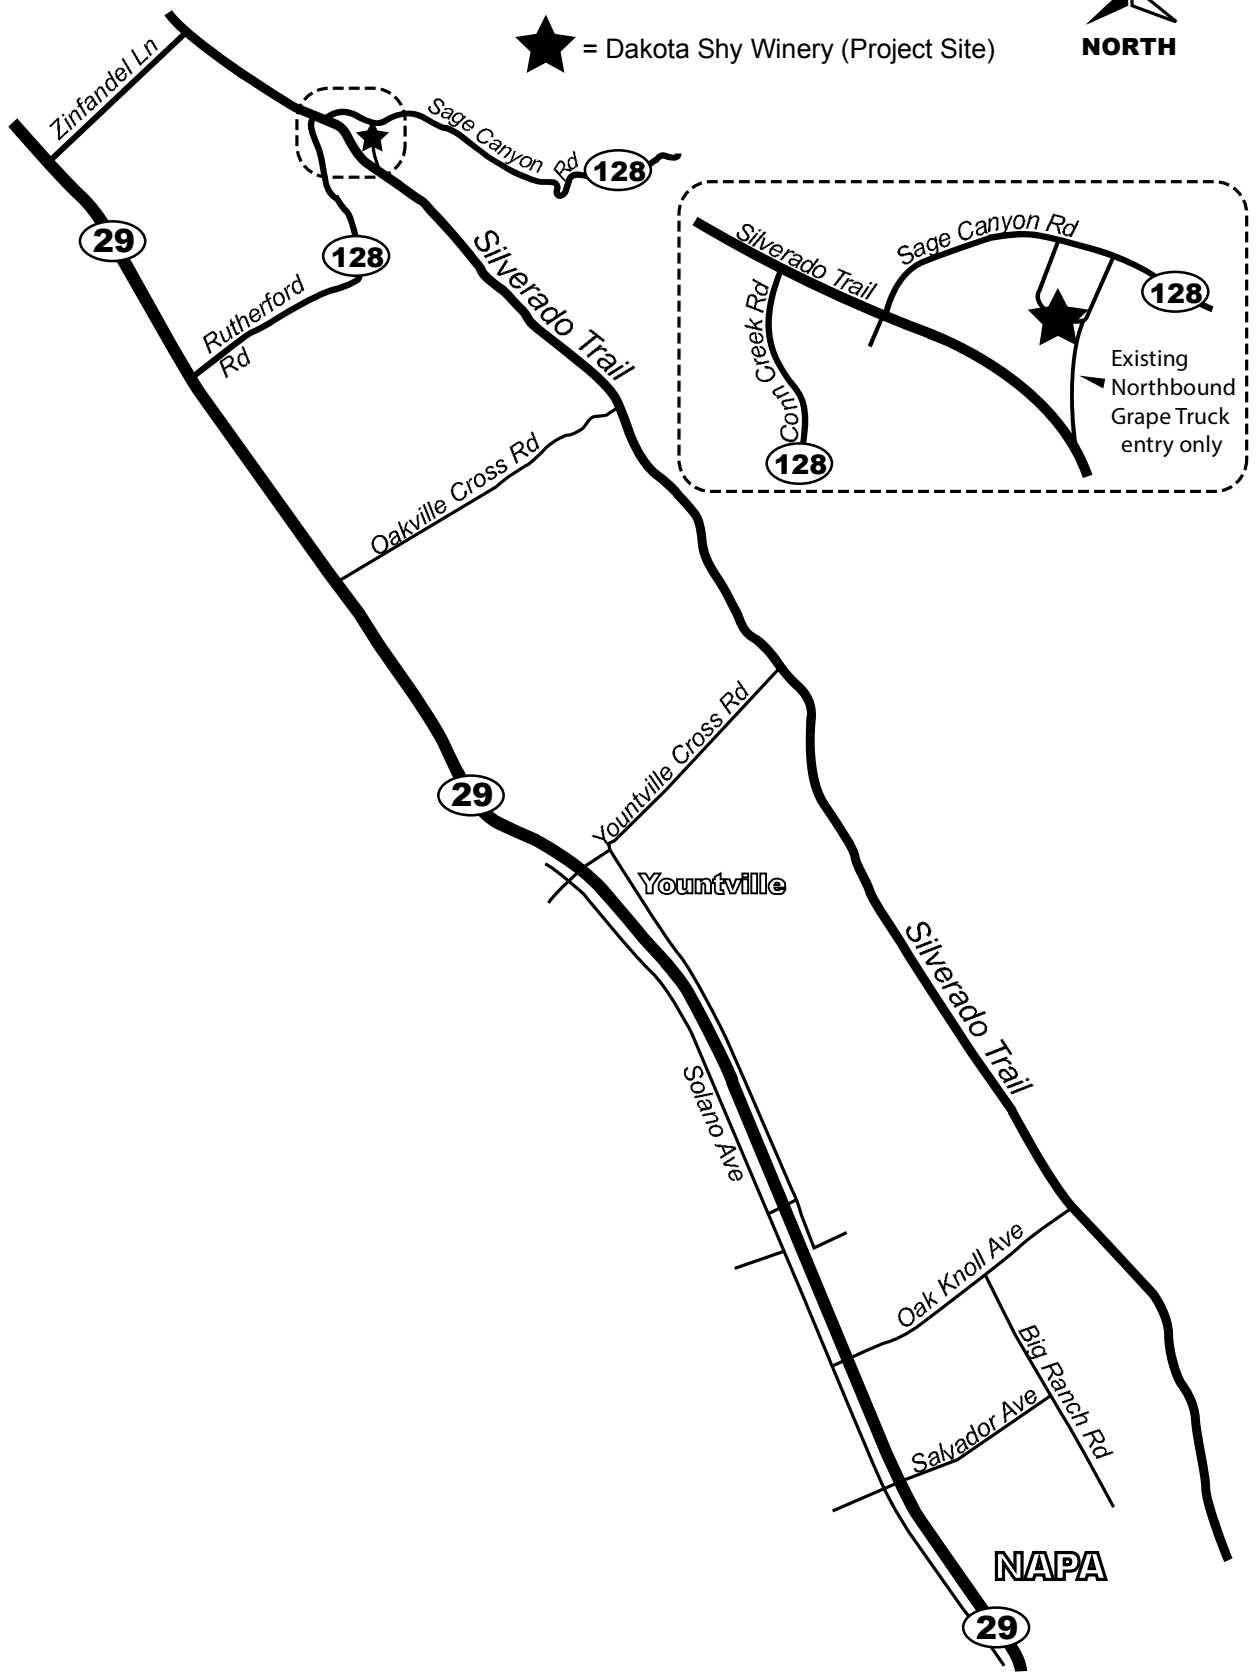 NORTH
= Dakota Shy Winery (Project Site)
Zinfandel Ln
Sage Canyon Rd
128
29
128
Rutherford
Rd
Silverado Trail
Silverado Trail
Sage Canyon Rd
128
Conn Creek Rd
128
Existing
Northbound
Grape Truck
entry only
Oakville Cross Rd
Yountville Cross Rd
29
Yountville
Silverado Trail
Solano Ave
Oak Knoll Ave
Big Ranch Rd
Salvador Ave
NAPA
29